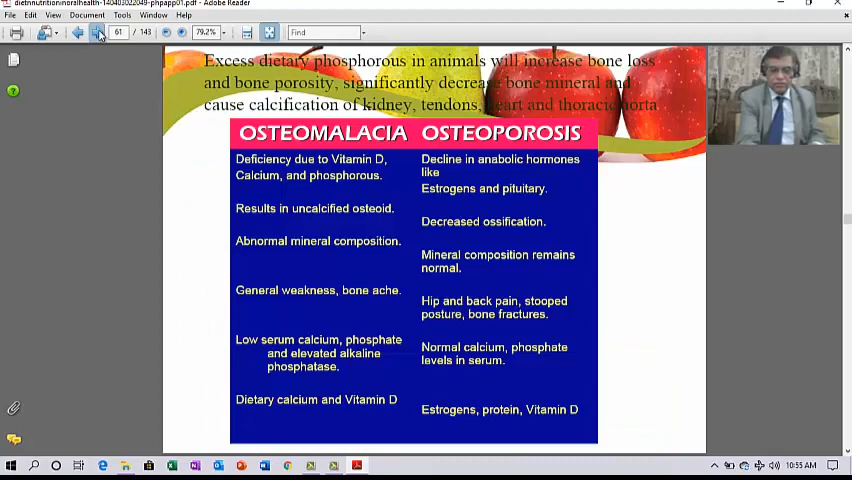 dietnnutritioninoralhealth-140403022049-phpapp01.pdf - Adobe Reader
File Edit View Document Tools Window Help
61 / 143 79.2% Find
Excess dietary phosphorous in animals will increase bone loss
and bone porosity, significantly decrease bone mineral and
cause calcification of kidney, tendons, heart and thoracic aorta
OSTEOMALACIA OSTEOPOROSIS
Deficiency due to Vitamin D,
Calcium, and phosphorous.
Decline in anabolic hormones
like
Estrogens and pituitary.
Results in uncalcified osteoid.
Decreased ossification.
Abnormal mineral composition.
Mineral composition remains
normal.
General weakness, bone ache.
Hip and back pain, stooped
posture, bone fractures.
Low serum calcium, phosphate
and elevated alkaline
phosphatase.
Normal calcium, phosphate
levels in serum.
Dietary calcium and Vitamin D
Estrogens, protein, Vitamin D
10:55 AM